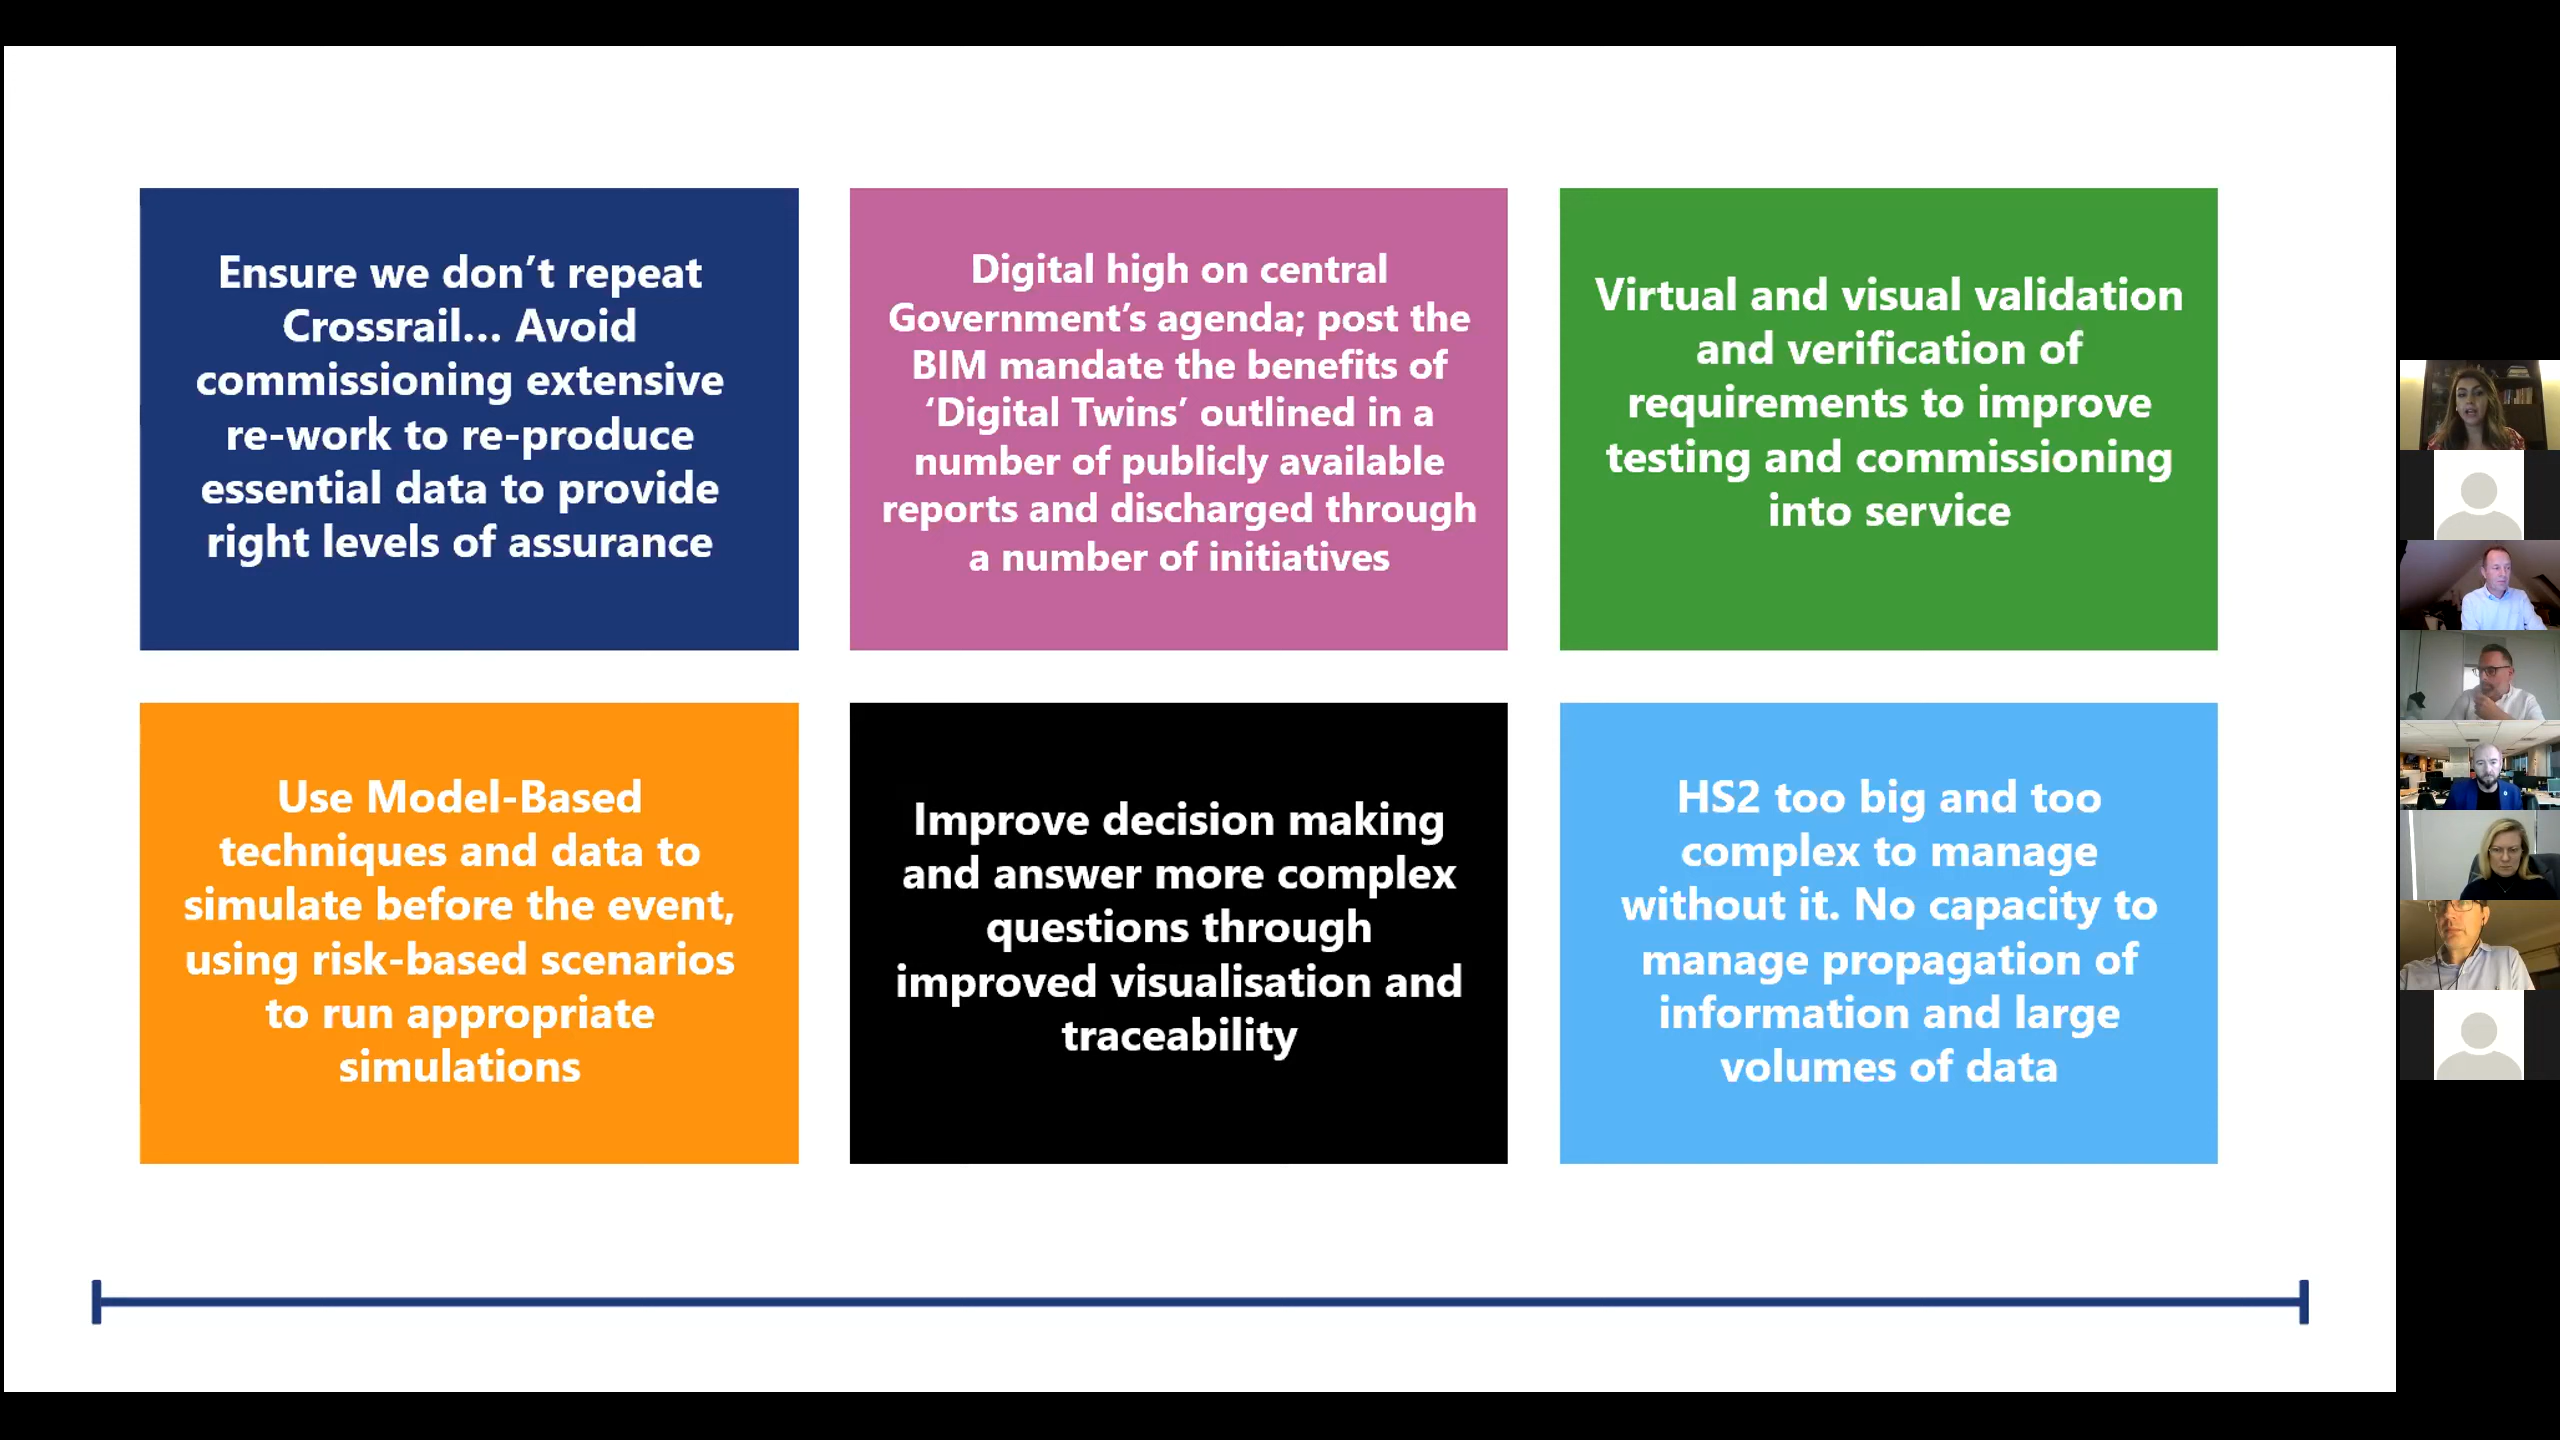 Ensure we don’t repeat
Crossrail... Avoid
commissioning extensive
re-work to re-produce
essential data to provide
right levels of assurance
Digital high on central
Government’s agenda; post the
BIM mandate the benefits of
‘Digital Twins’ outlined in a
number of publicly available
reports and discharged through
a number of initiatives
Virtual and visual validation
and verification of
requirements to improve
testing and commissioning
into service
Use Model-Based
techniques and data to
simulate before the event,
using risk-based scenarios
to run appropriate
simulations
Improve decision making
and answer more complex
questions through
improved visualisation and
traceability
HS2 too big and too
complex to manage
without it. No capacity to
manage propagation of
information and large
volumes of data